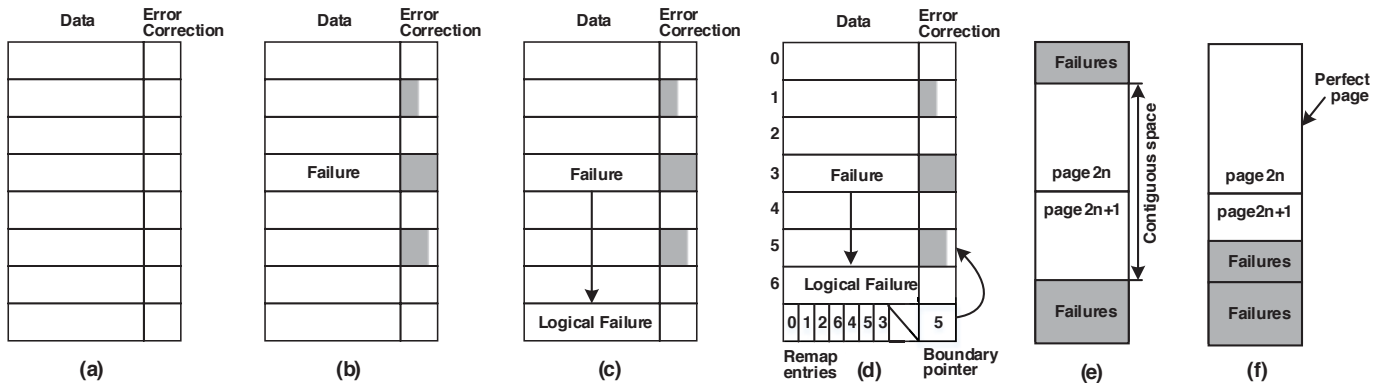 Data
Error
Correction
(a)
Data
Error
Correction
Failure
(b)
Data
Error
Correction
Failure
Logical Failure
(c)
Data
Error
Correction
0
1
2
3
Failure
4
5
6
Logical Failure
0 1 2 6 4 5 3
5
Remap
entries
(d)
Boundary
pointer
Failures
page 2n
page 2n+1
Contiguous space
Failures
(e)
Perfect
page
page 2n
page2n+1
Failures
Failures
(f)